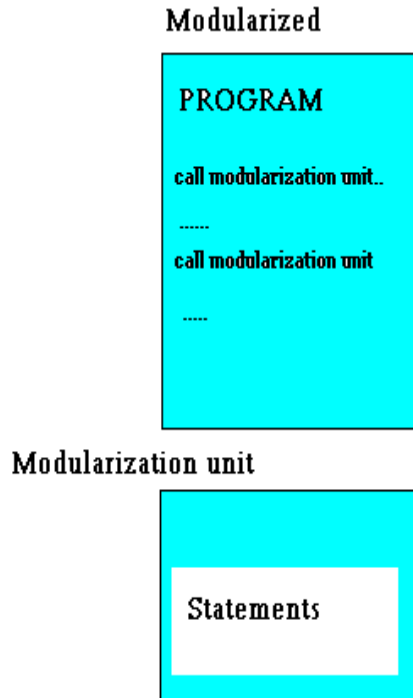 Modularized
PROGRAM
call modularization unit..
......
call modularization unit
.....
Modularization unit
Statements